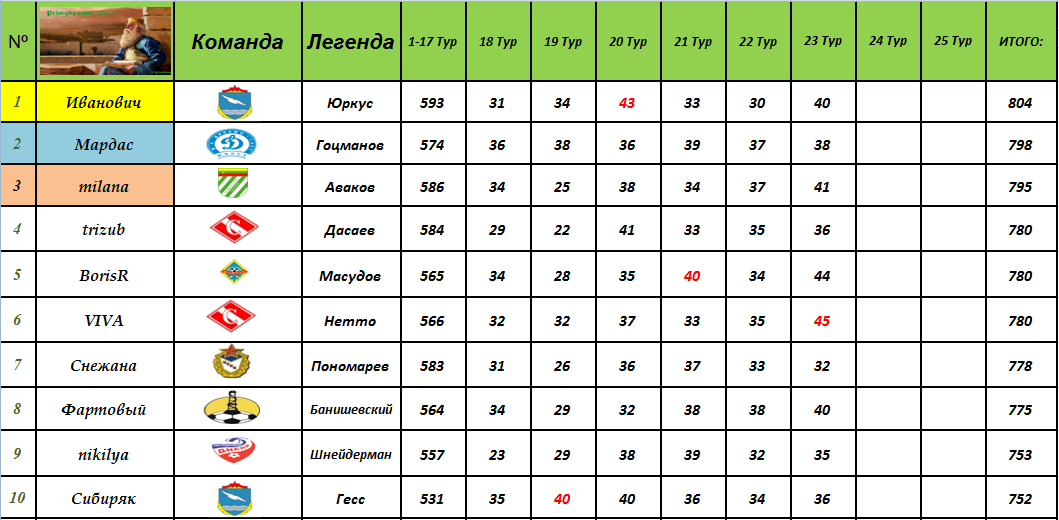 № Команда Легенда 1-17 Тур 18 Тур 19 Тур 20 Тур 21 Тур 22 Тур 23 Тур 24 Тур 25 Тур ИТОГО:
1 Иванович Юркус 593 31 34 43 33 30 40 804
2 Мардас Гоцманов 574 36 38 36 39 37 38 798
3 milana Аваков 586 34 25 38 34 37 41 795
4 trizub Дасаев 584 29 22 41 33 35 36 780
5 BorisR Масудов 565 34 28 35 40 34 44 780
6 VIVA Нетто 566 32 32 37 33 35 45 780
7 Снежана Пономарев 583 31 26 36 37 33 32 778
8 Фартовый Банишевский 564 34 29 32 38 38 40 775
9 nikilya Шнейдерман 557 23 29 38 39 32 35 753
10 Сибиряк Гесс 531 35 40 40 36 34 36 752